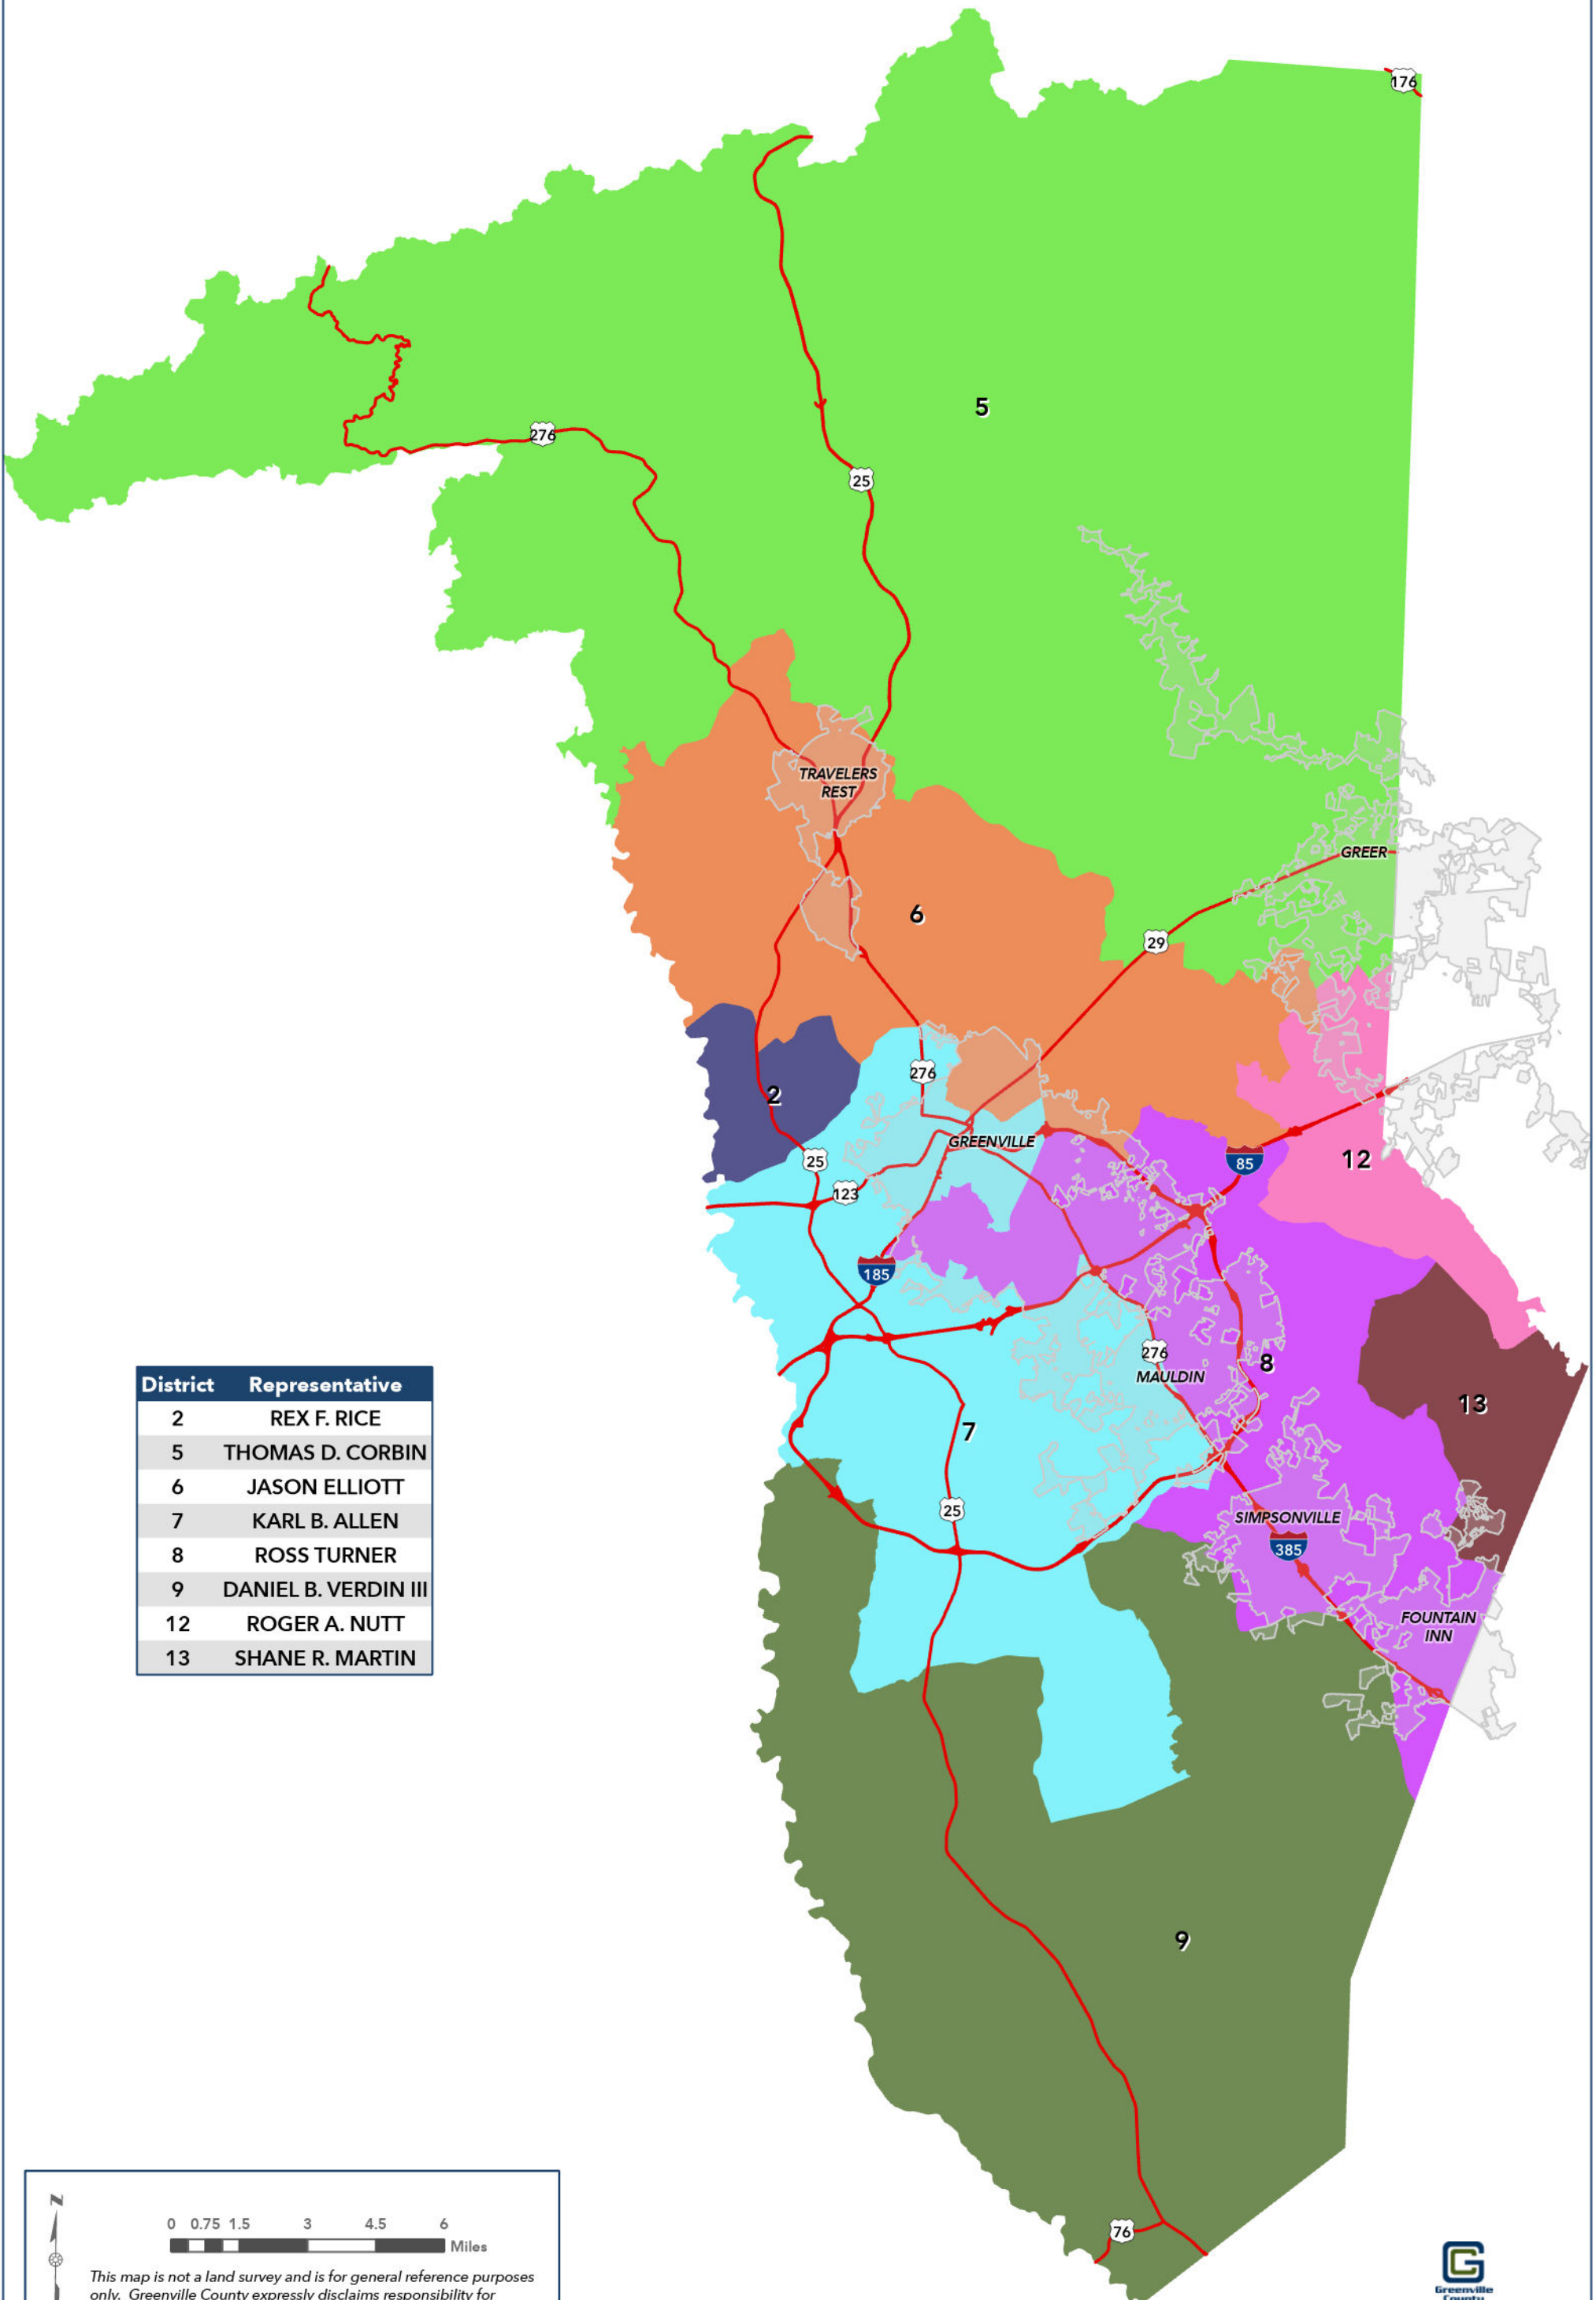 176
5
276
25
TRAVELERS
REST
GREER
6
29
2
276
GREENVILLE
85
12
25
123
185
276
8
MAULDIN
13
7
25
SIMPSONVILLE
385
FOUNTAIN
INN
9
76
District Representative
2 REX F. RICE
5 THOMAS D. CORBIN
6 JASON ELLIOTT
7 KARL B. ALLEN
8 ROSS TURNER
9 DANIEL B. VERDIN III
12 ROGER A. NUTT
13 SHANE R. MARTIN
N
0 0.75 1.5 3 4.5 6
Miles
This map is not a land survey and is for general reference purposes
only. Greenville County expressly disclaims responsibility for
Greenville
County